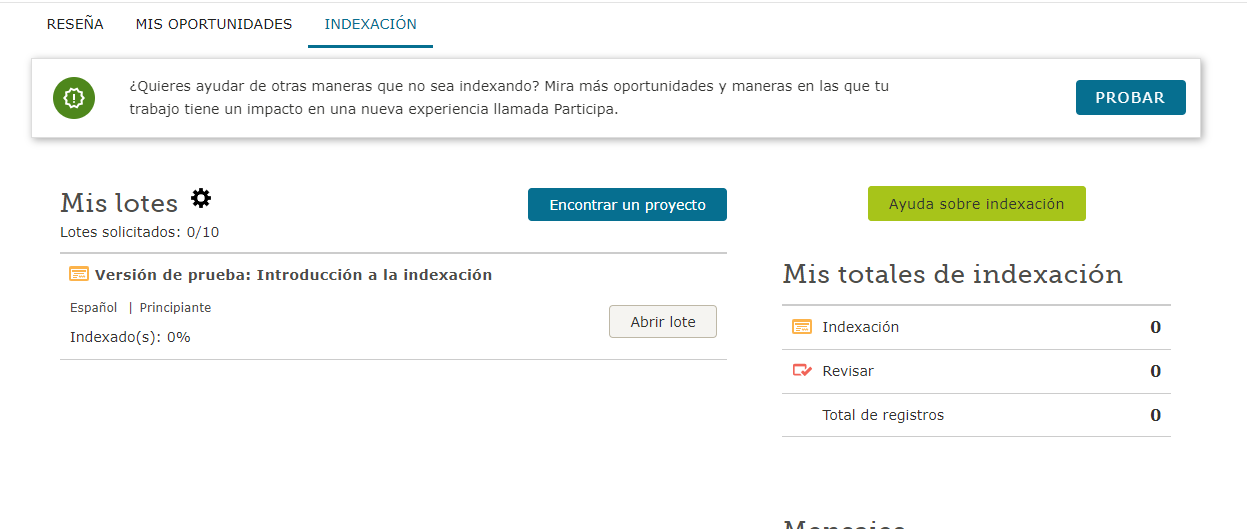 RESEÑA MIS OPORTUNIDADES INDEXACIÓN
¿Quieres ayudar de otras maneras que no sea indexando? Mira más oportunidades y maneras en las que tu
trabajo tiene un impacto en una nueva experiencia llamada Participa.
PROBAR
Mis lotes
Encontrar un proyecto
Lotes solicitados: 0/10
Versión de prueba: Introducción a la indexación
Español | Principiante
Indexado(s): 0%
Abrir lote
Ayuda sobre indexación
Mis totales de indexación
Indexación 0
Revisar 0
Total de registros 0
Mensajes